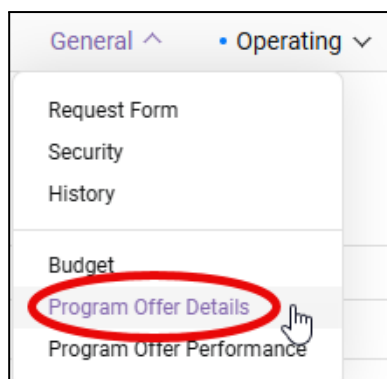 General • Operating
Request Form
Security
History
Budget
Program Offer Details
Program Offer Performance